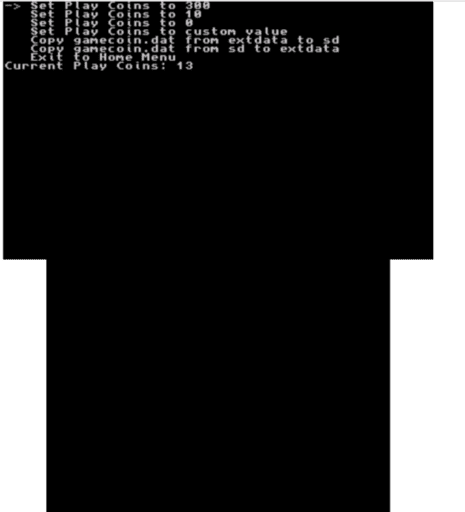 -> Set Play Coins to 300
Set Play Coins to 10
Set Play Coins to 0
Set Play Coins to custom value
Copy gamecoin.dat from extdata to sd
Copy gamecoin.dat from sd to extdata
Exit to Home Menu
Current Play Coins: 13